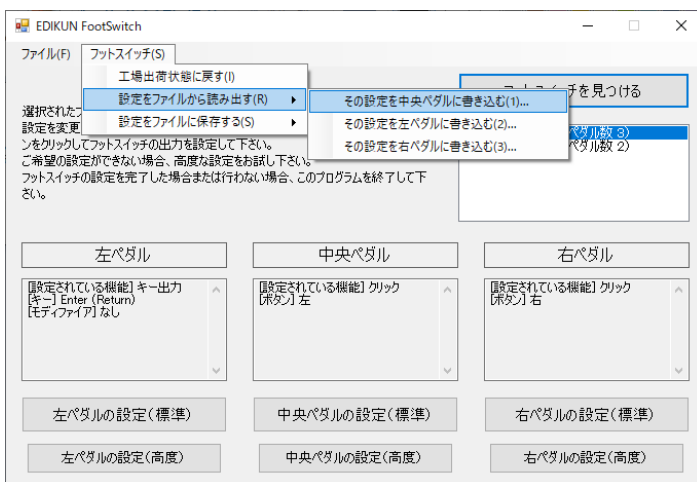 EDIKUN FootSwitch
ファイル(F) フットスイッチ(S)
工場出荷状態に戻す(I)
設定をファイルから読み出す(R)
設定をファイルに保存する(S)
その設定を中央ペダルに書き込む(1)...
その設定を左ペダルに書き込む(2)...
その設定を右ペダルに書き込む(3)...
チを見つける
選択された
設定を変更
ンをクリックしてフットスイッチの出力を設定して下さい。
ご希望の設定ができない場合、高度な設定をお試し下さい。
フットスイッチの設定を完了した場合または行わない場合、このプログラムを終了して下
さい。
ペダル数 3)
ペダル数 2)
左ペダル
中央ペダル
右ペダル
[設定されている機能] キー出力
[キー] Enter (Return)
[モディファイア] なし
[設定されている機能] クリック
[ボタン] 左
[設定されている機能] クリック
[ボタン] 右
左ペダルの設定(標準)
中央ペダルの設定(標準)
右ペダルの設定(標準)
左ペダルの設定(高度)
中央ペダルの設定(高度)
右ペダルの設定(高度)